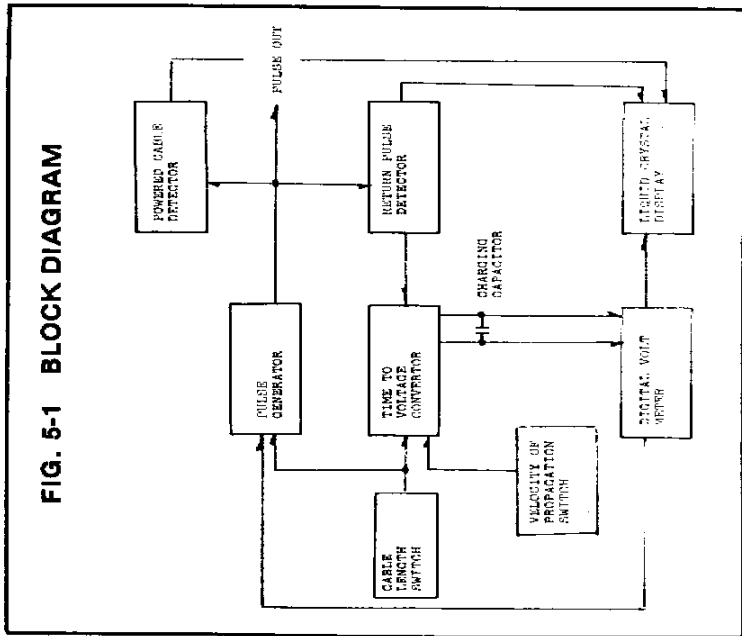 FIG. 5-1 BLOCK DIAGRAM
POWERED CABLE
DETECTOR
PULSE OUT
PULSE
GENERATOR
RETURN PULSE
DETECTOR
CABLE
LENGTH
SWITCH
TIME TO
VOLTAGE
CONVERTOR
CHARGING
CAPACITOR
VELOCITY OF
PROPAGATION
SWITCH
DIGITAL VOLT
METER
LIQUID CRYSTAL
DISPLAY